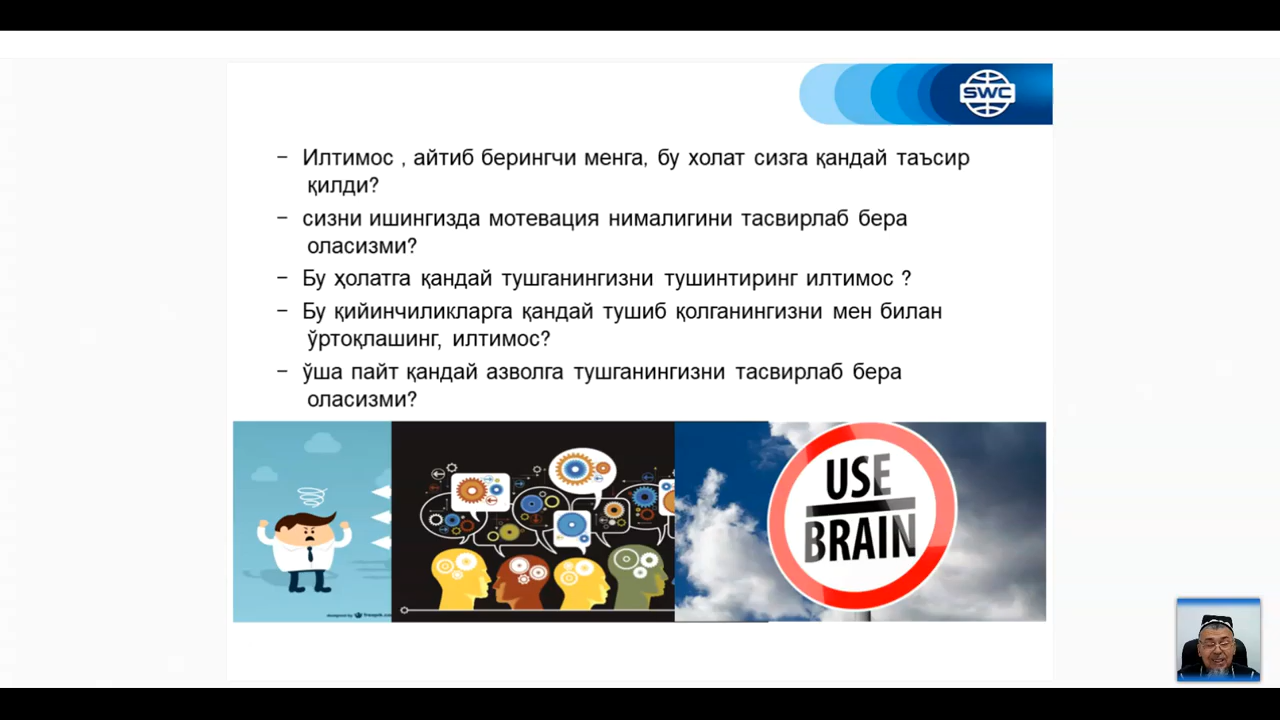 SWC
− Илтимос , айтиб берингчи менга, бу холат сизга қандай таъсир
қилди?
− сизни ишингизда мотевация нималигини тасвирлаб бера
оласизми?
− Бу ҳолатга қандай тушганингизни тушинтиринг илтимос ?
− Бу қийинчиликларга қандай тушиб қолганингизни мен билан
ўртоқлашинг, илтимос?
− ўша пайт қандай азволга тушганингизни тасвирлаб бера
оласизми?
USE
BRAIN